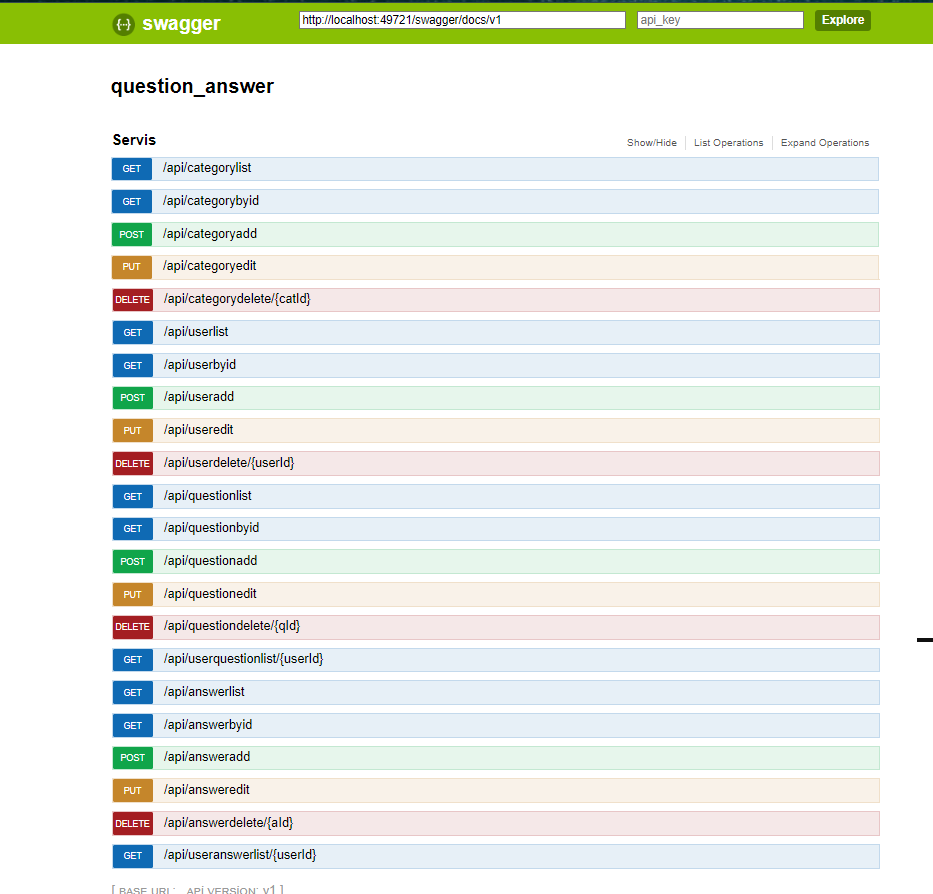 {···} swagger http://localhost:49721/swagger/docs/v1 api_key Explore
question_answer
Servis Show/Hide List Operations Expand Operations
GET /api/categorylist
GET /api/categorybyid
POST /api/categoryadd
PUT /api/categoryedit
DELETE /api/categorydelete/{catId}
GET /api/userlist
GET /api/userbyid
POST /api/useradd
PUT /api/useredit
DELETE /api/userdelete/{userId}
GET /api/questionlist
GET /api/questionbyid
POST /api/questionadd
PUT /api/questionedit
DELETE /api/questiondelete/{qId}
GET /api/userquestionlist/{userId}
GET /api/answerlist
GET /api/answerbyid
POST /api/answeradd
PUT /api/answeredit
DELETE /api/answerdelete/{aId}
GET /api/useranswerlist/{userId}
[ BASE URL: , APİ VERSİON: v1 ]